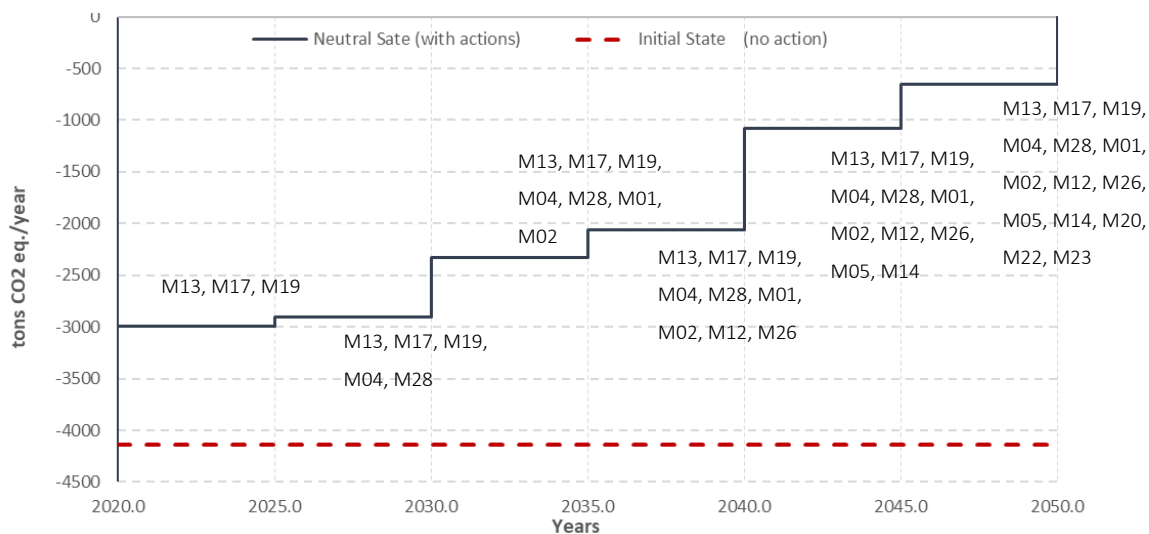 0
Neutral Sate (with actions)
Initial State (no action)
-500
-1000
-1500
-2000
-2500
-3000
-3500
-4000
-4500
tons CO2 eq./year
M13, M17, M19
M13, M17, M19,
M04, M28
M13, M17, M19,
M04, M28, M01,
M02
M13, M17, M19,
M04, M28, M01,
M02, M12, M26
M13, M17, M19,
M04, M28, M01,
M02, M12, M26,
M05, M14
M13, M17, M19,
M04, M28, M01,
M02, M12, M26,
M05, M14, M20,
M22, M23
2020.0 2025.0 2030.0 2035.0 2040.0 2045.0 2050.0
Years